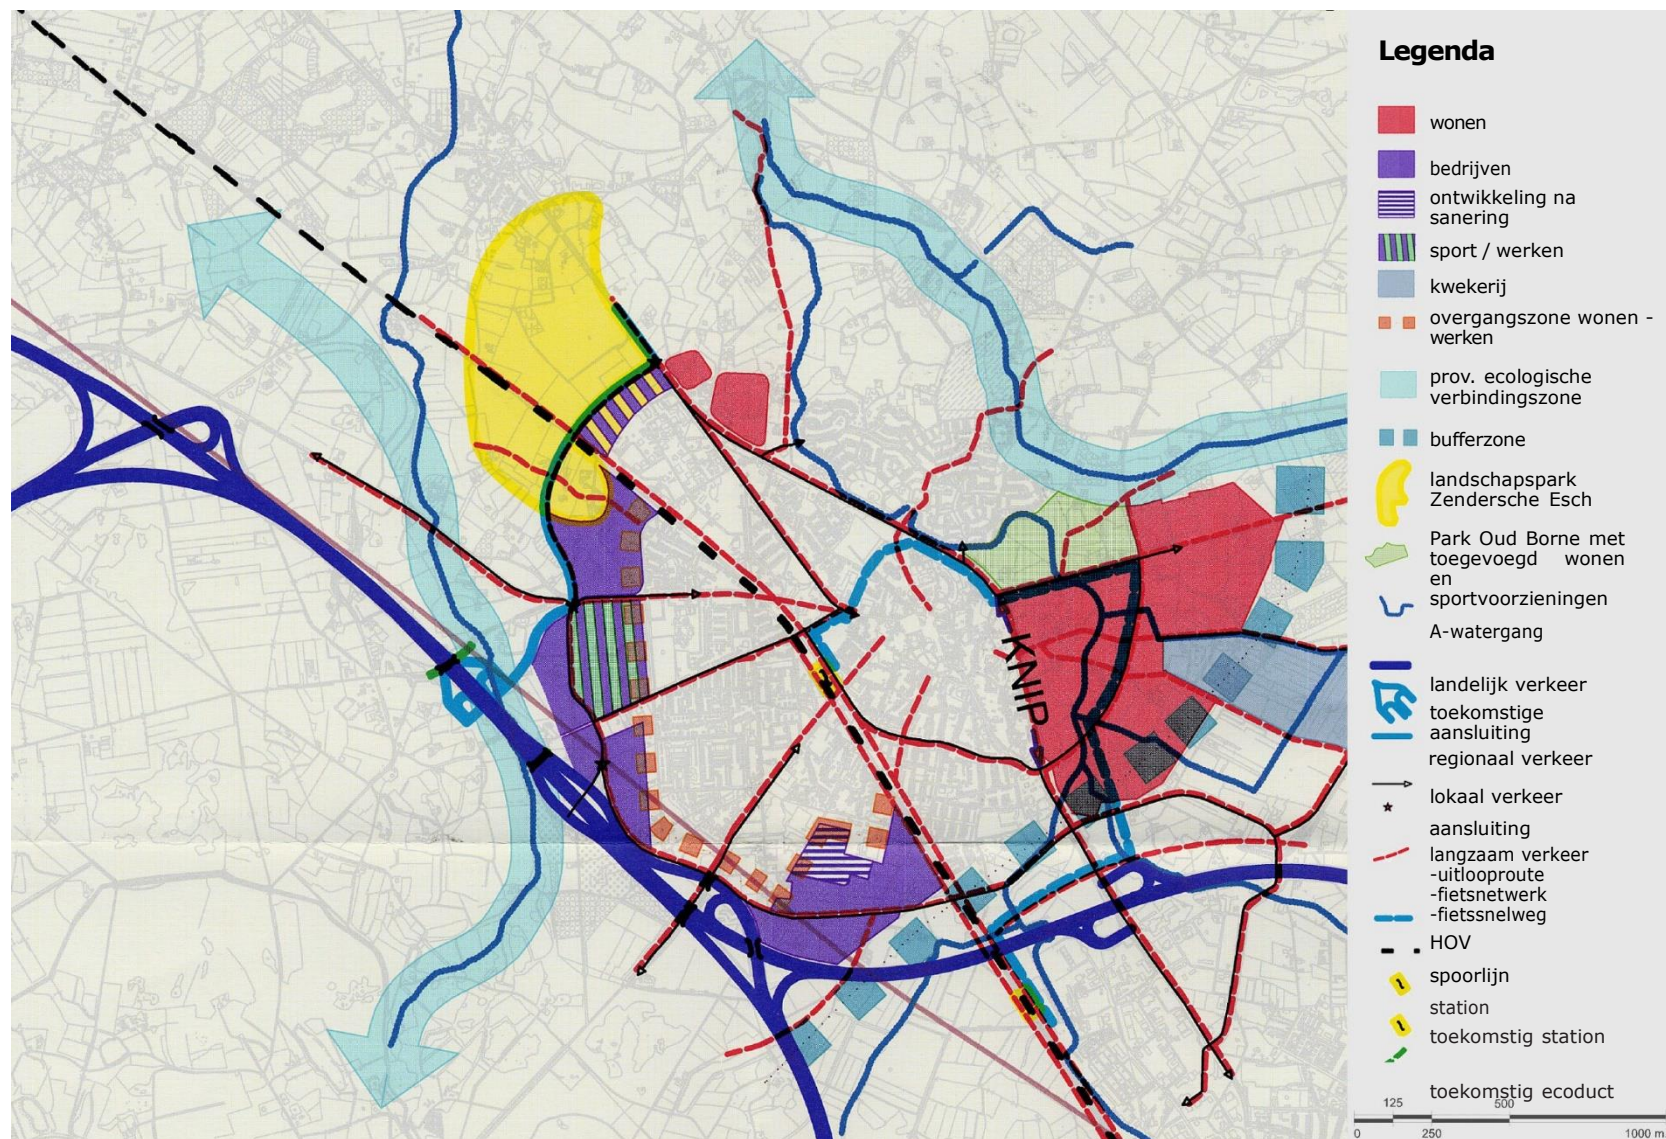 Legenda
wonen
bedrijven
ontwikkeling na
sanering
sport / werken
kwekerij
overgangszone wonen -
werken
prov. ecologische
verbindingszone
bufferzone
landschapspark
Zendersche Esch
Park Oud Borne met
toegevoegd wonen
en
sportvoorzieningen
A-watergang
landelijk verkeer
toekomstige
aansluiting
regionaal verkeer
lokaal verkeer
aansluiting
langzaam verkeer
-uitlooproute
-fietsnetwerk
-fietssnelweg
HOV
spoorlijn
station
toekomstig station
toekomstig ecoduct
125 500
0 250 1000 m
KNIP